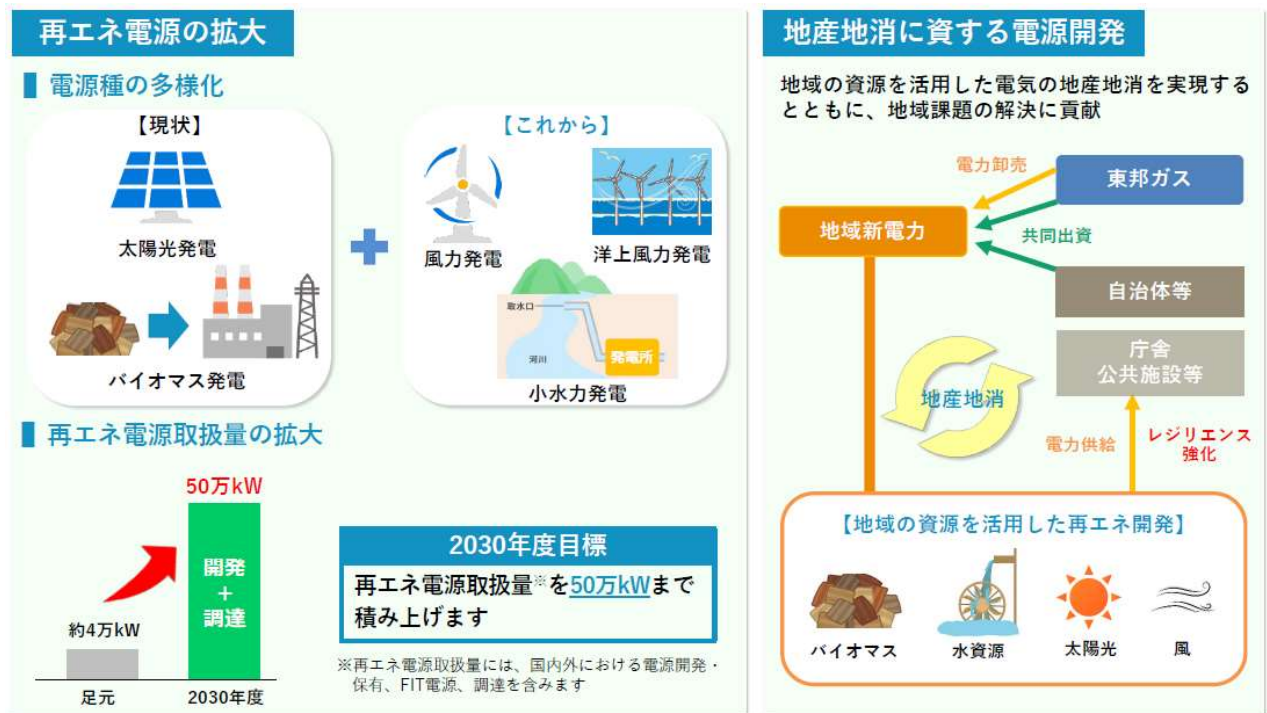 再エネ電源の拡大
電源種の多様化
【現状】
太陽光発電
バイオマス発電
【これから】
風力発電
洋上風力発電
取水口
河川
発電所
小水力発電
再エネ電源取扱量の拡大
50万kW
約4万kW
開発
+
調達
足元
2030年度
2030年度目標
再エネ電源取扱量※を50万kWまで
積み上げます
※再エネ電源取扱量には、国内外における電源開発・
保有、FIT電源、調達を含みます
地産地消に資する電源開発
地域の資源を活用した電気の地産地消を実現する
とともに、地域課題の解決に貢献
電力卸売
東邦ガス
地域新電力
共同出資
自治体等
庁舎
公共施設等
地産地消
電力供給
レジリエンス
強化
【地域の資源を活用した再エネ開発】
バイオマス
水資源
太陽光
風